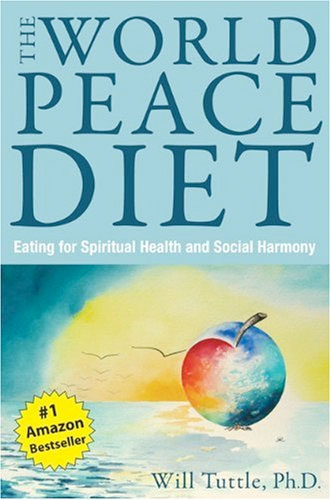 THE
WORLD
PEACE
DIET
Eating for Spiritual Health and Social Harmony
#1
Amazon
Bestseller
Will Tuttle, Ph.D.